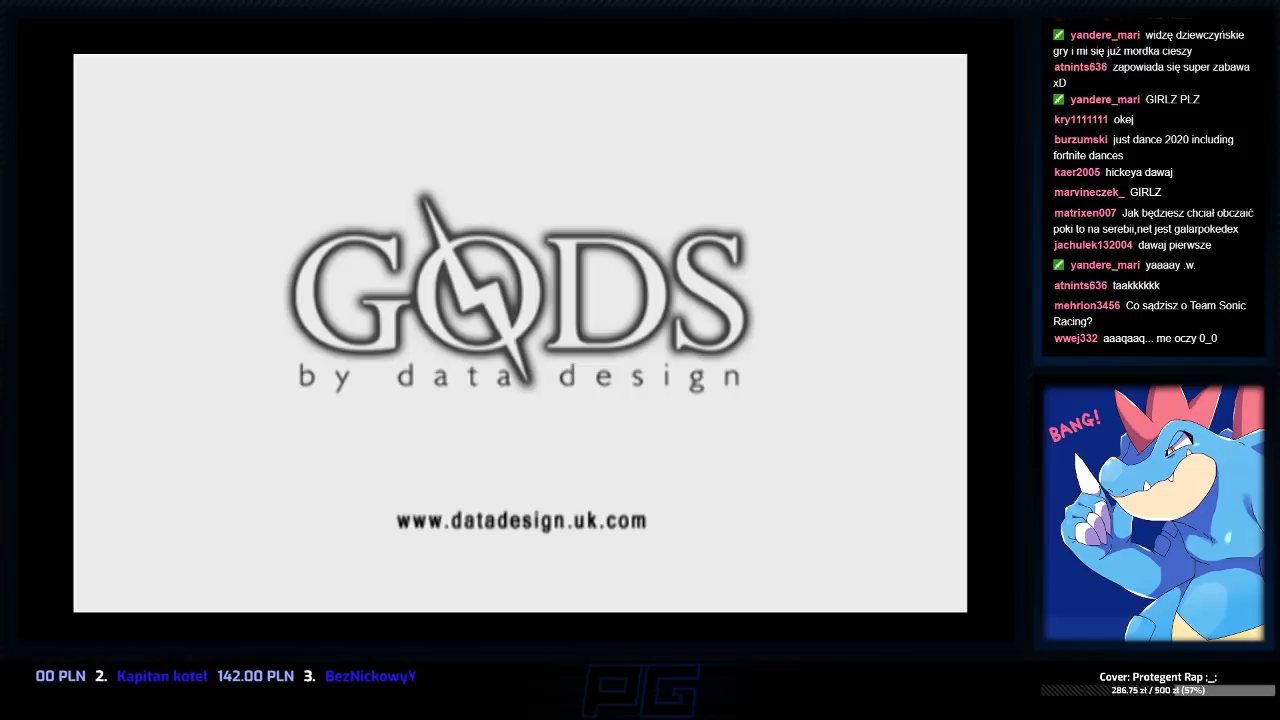 GODS
by data design
www.datadesign.uk.com
yandere_mari widzę dziewczyńskie
gry i mi się już mordka cieszy
atnints636 zapowiada się super zabawa
xD
yandere_mari GIRLZ PLZ
kry1111111 okej
burzumski just dance 2020 including
fortnite dances
kaer2005 hickeya dawaj
marvineczek_ GIRLZ
matrixen007 Jak będziesz chciał obczaić
poki to na serebii,net jest galarpokedex
jachulek132004 dawaj pierwsze
yandere_mari yaaaay .w.
atnints636 taakkkkkk
mehrion3456 Co sądzisz o Team Sonic
Racing?
wwej332 aaaqaaq... me oczy 0_0
BANG!
00 PLN 2. Kapitan kotel 142.00 PLN 3. BezNickowyY
PG
Cover: Protegent Rap :_:
286.75 zł / 500 zł (57%)